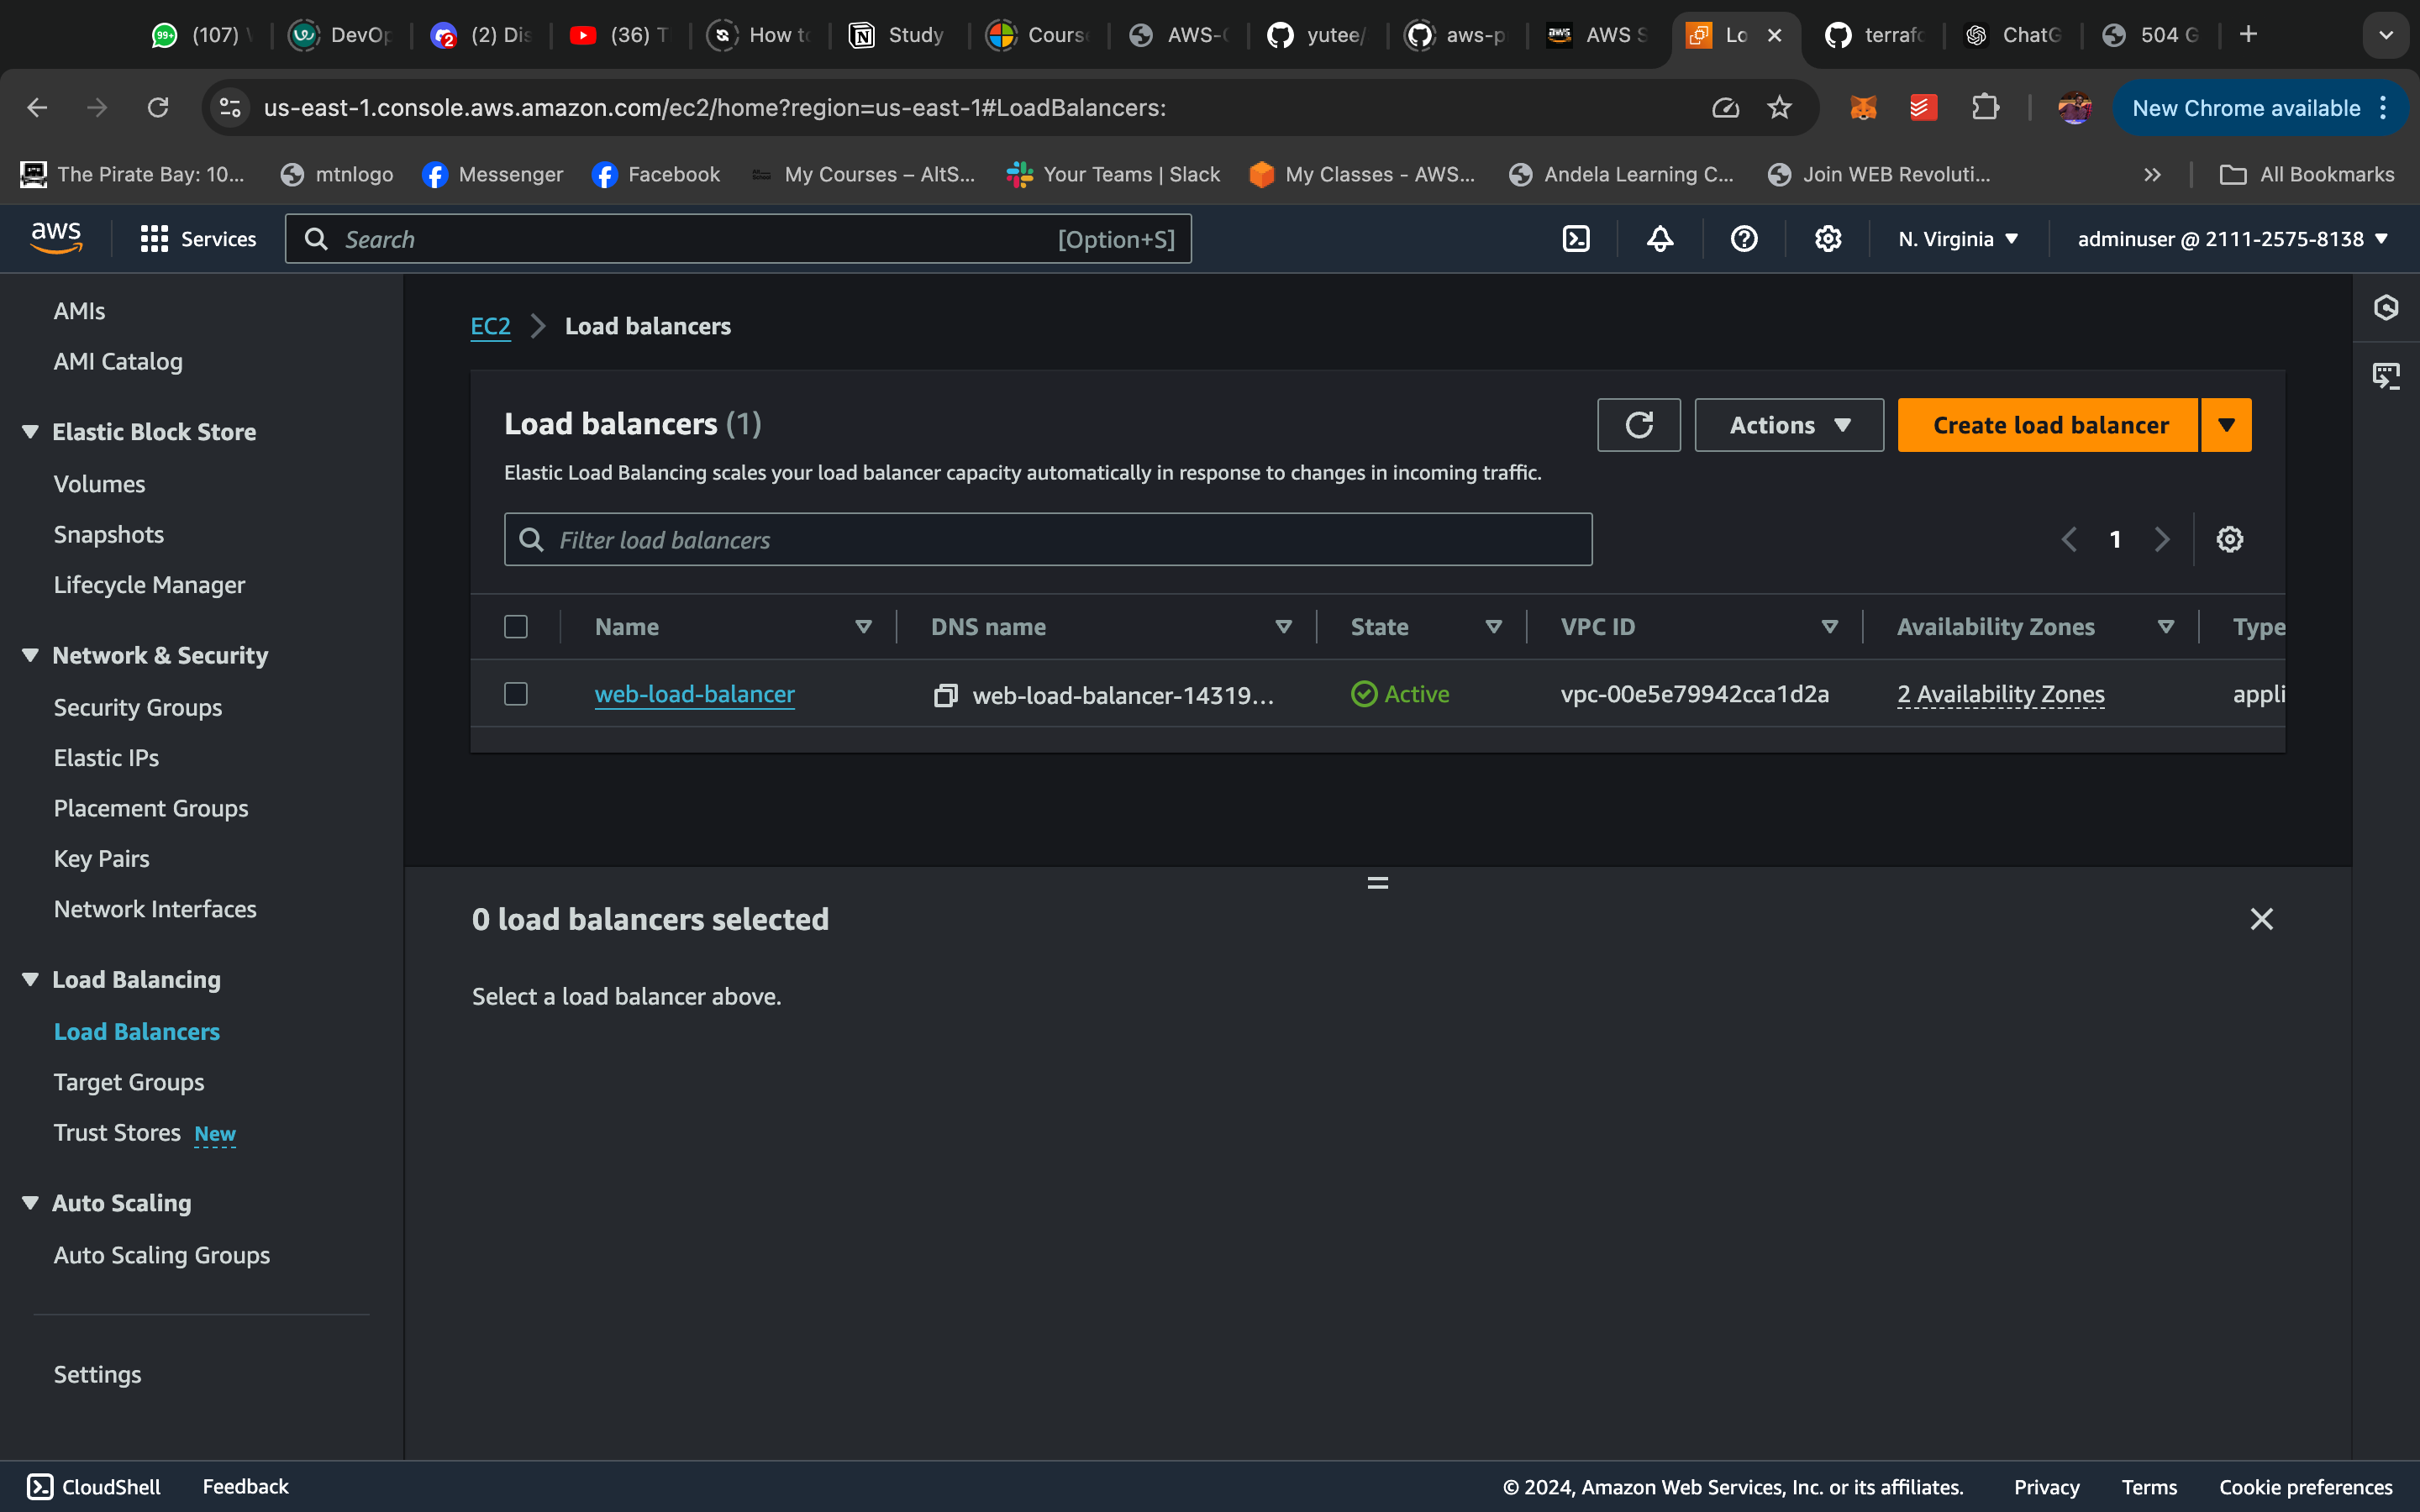 99+ (107) DevOp (2) Dis (36) T How to Study Course AWS-C yutee/ aws-p AWS S Lo terrafo ChatG 504 G
us-east-1.console.aws.amazon.com/ec2/home?region=us-east-1#LoadBalancers:
New Chrome available
The Pirate Bay: 10... mtnlogo Messenger Facebook My Courses – AltS... Your Teams | Slack My Classes - AWS... Andela Learning C... Join WEB Revoluti... All Bookmarks
aws Services Search [Option+S] N. Virginia adminuser @ 2111-2575-8138
AMIs
AMI Catalog
Elastic Block Store
Volumes
Snapshots
Lifecycle Manager
Network & Security
Security Groups
Elastic IPs
Placement Groups
Key Pairs
Network Interfaces
Load Balancing
Load Balancers
Target Groups
Trust Stores New
Auto Scaling
Auto Scaling Groups
Settings
EC2 Load balancers
Load balancers (1)
Actions Create load balancer
Elastic Load Balancing scales your load balancer capacity automatically in response to changes in incoming traffic.
Filter load balancers
1
Name DNS name State VPC ID Availability Zones Type
web-load-balancer web-load-balancer-14319... Active vpc-00e5e79942cca1d2a 2 Availability Zones appli
0 load balancers selected
Select a load balancer above.
CloudShell Feedback © 2024, Amazon Web Services, Inc. or its affiliates. Privacy Terms Cookie preferences